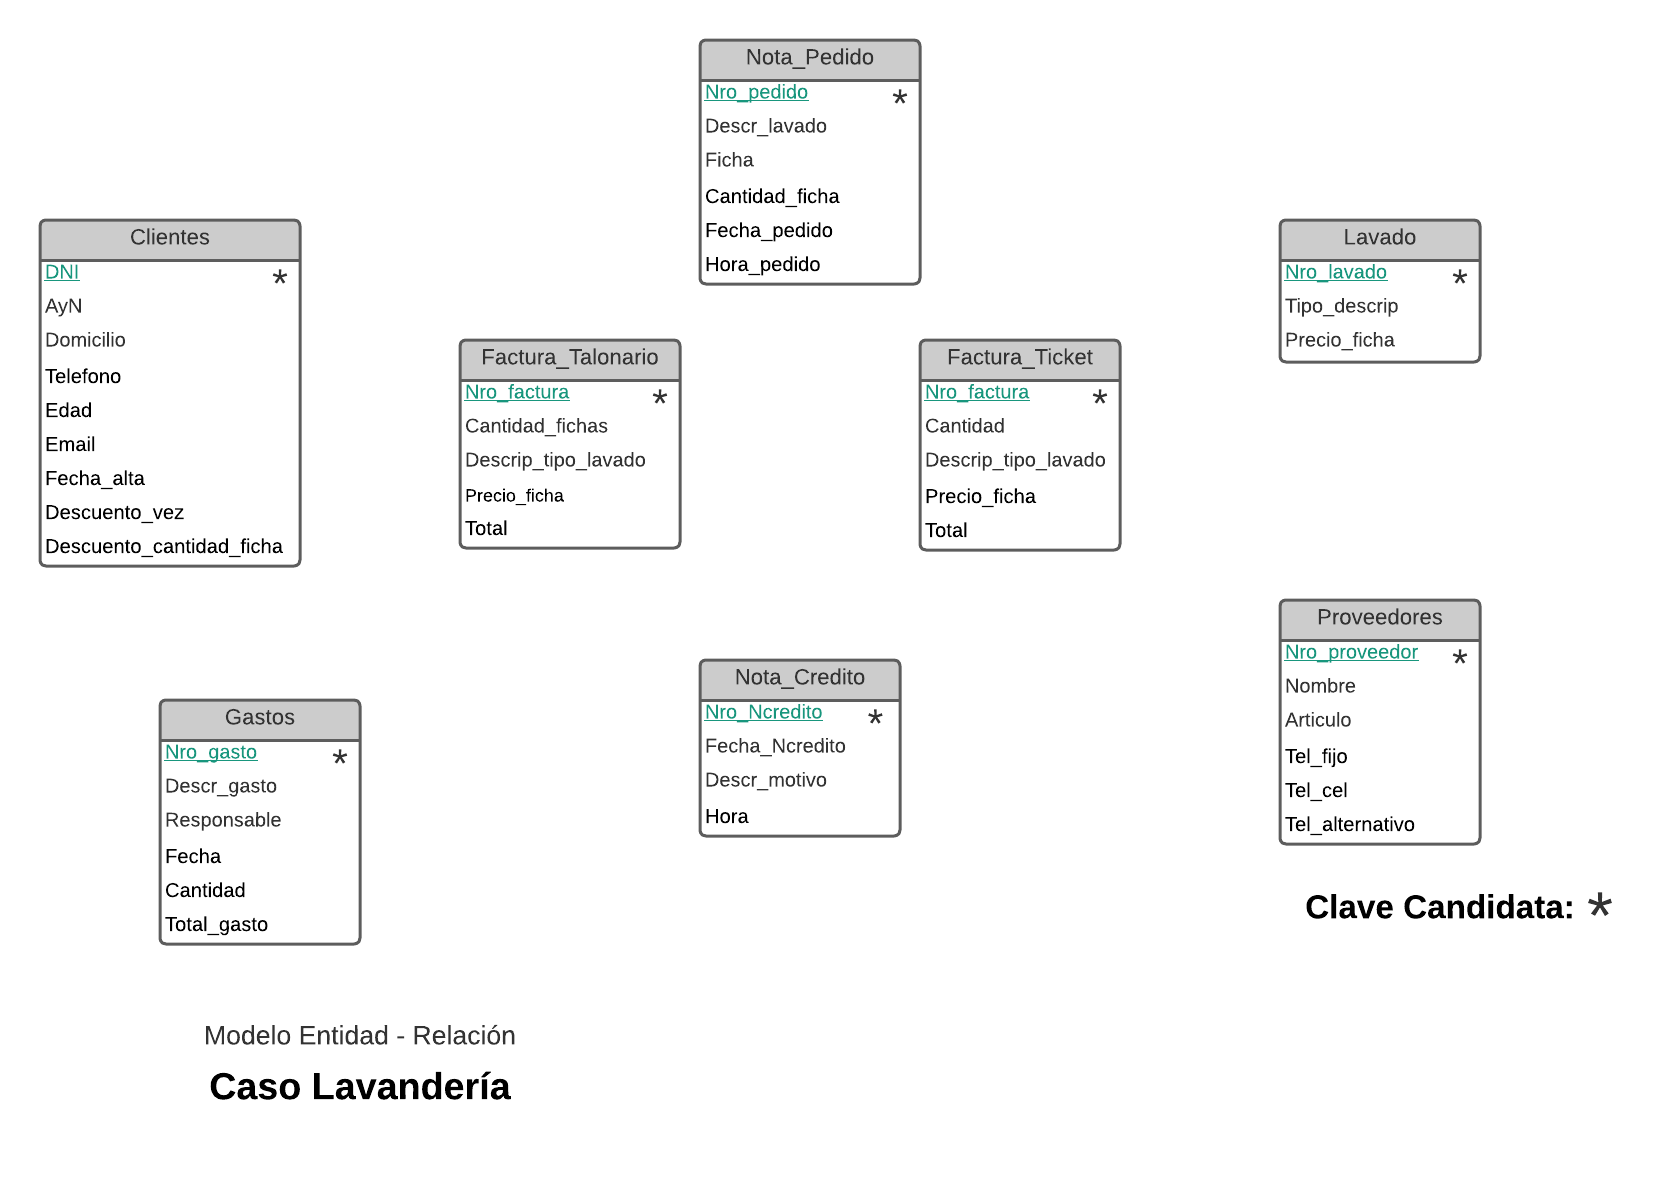 Nota_Pedido
Nro_pedido *
Descr_lavado
Ficha
Cantidad_ficha
Fecha_pedido
Hora_pedido
Clientes
DNI *
AyN
Domicilio
Telefono
Edad
Email
Fecha_alta
Descuento_vez
Descuento_cantidad_ficha
Factura_Talonario
Nro_factura *
Cantidad_fichas
Descrip_tipo_lavado
Precio_ficha
Total
Factura_Ticket
Nro_factura *
Cantidad
Descrip_tipo_lavado
Precio_ficha
Total
Lavado
Nro_lavado *
Tipo_descrip
Precio_ficha
Gastos
Nro_gasto *
Descr_gasto
Responsable
Fecha
Cantidad
Total_gasto
Nota_Credito
Nro_Ncredito *
Fecha_Ncredito
Descr_motivo
Hora
Proveedores
Nro_proveedor *
Nombre
Articulo
Tel_fijo
Tel_cel
Tel_alternativo
Clave Candidata: *
Modelo Entidad - Relación
Caso Lavandería